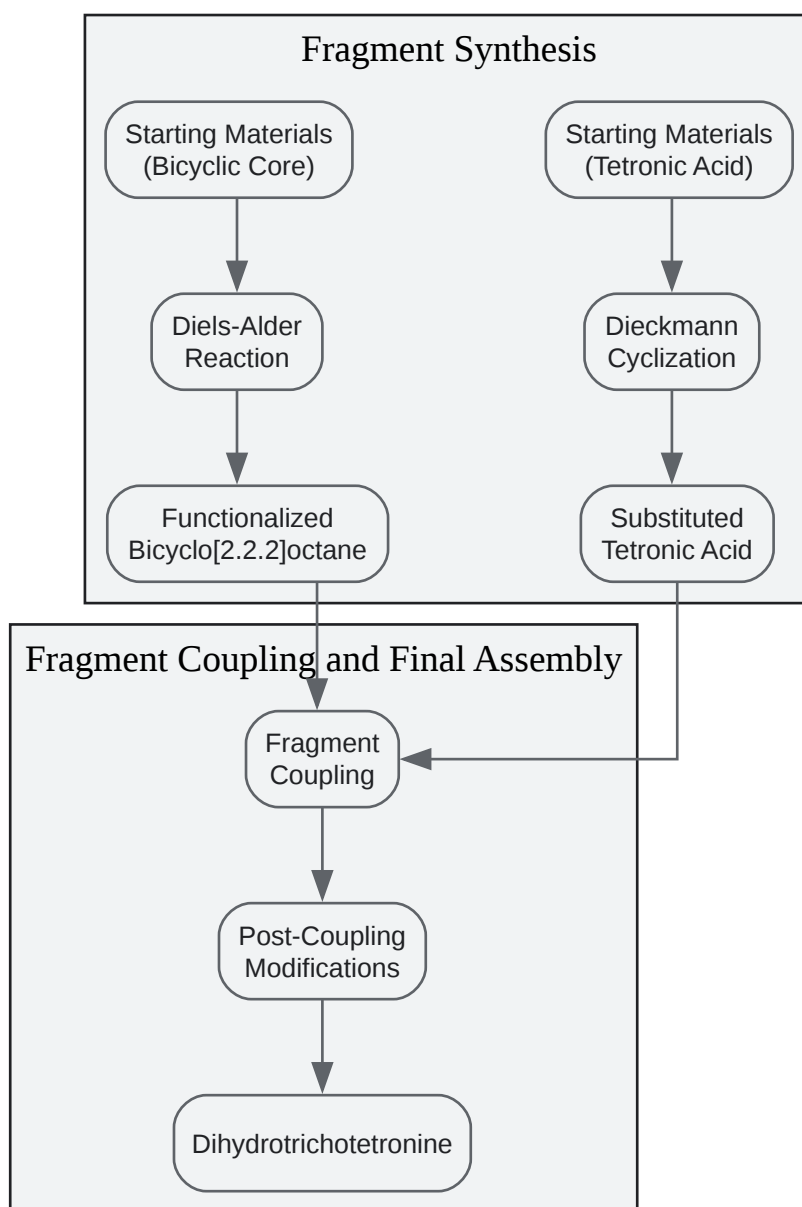 Fragment Synthesis
Starting Materials
(Bicyclic Core)
Starting Materials
(Tetronic Acid)
Diels-Alder
Reaction
Dieckmann
Cyclization
Functionalized
Bicyclo[2.2.2]octane
Substituted
Tetronic Acid
Fragment Coupling and Final Assembly
Fragment
Coupling
Post-Coupling
Modifications
Dihydrotrichotetronine